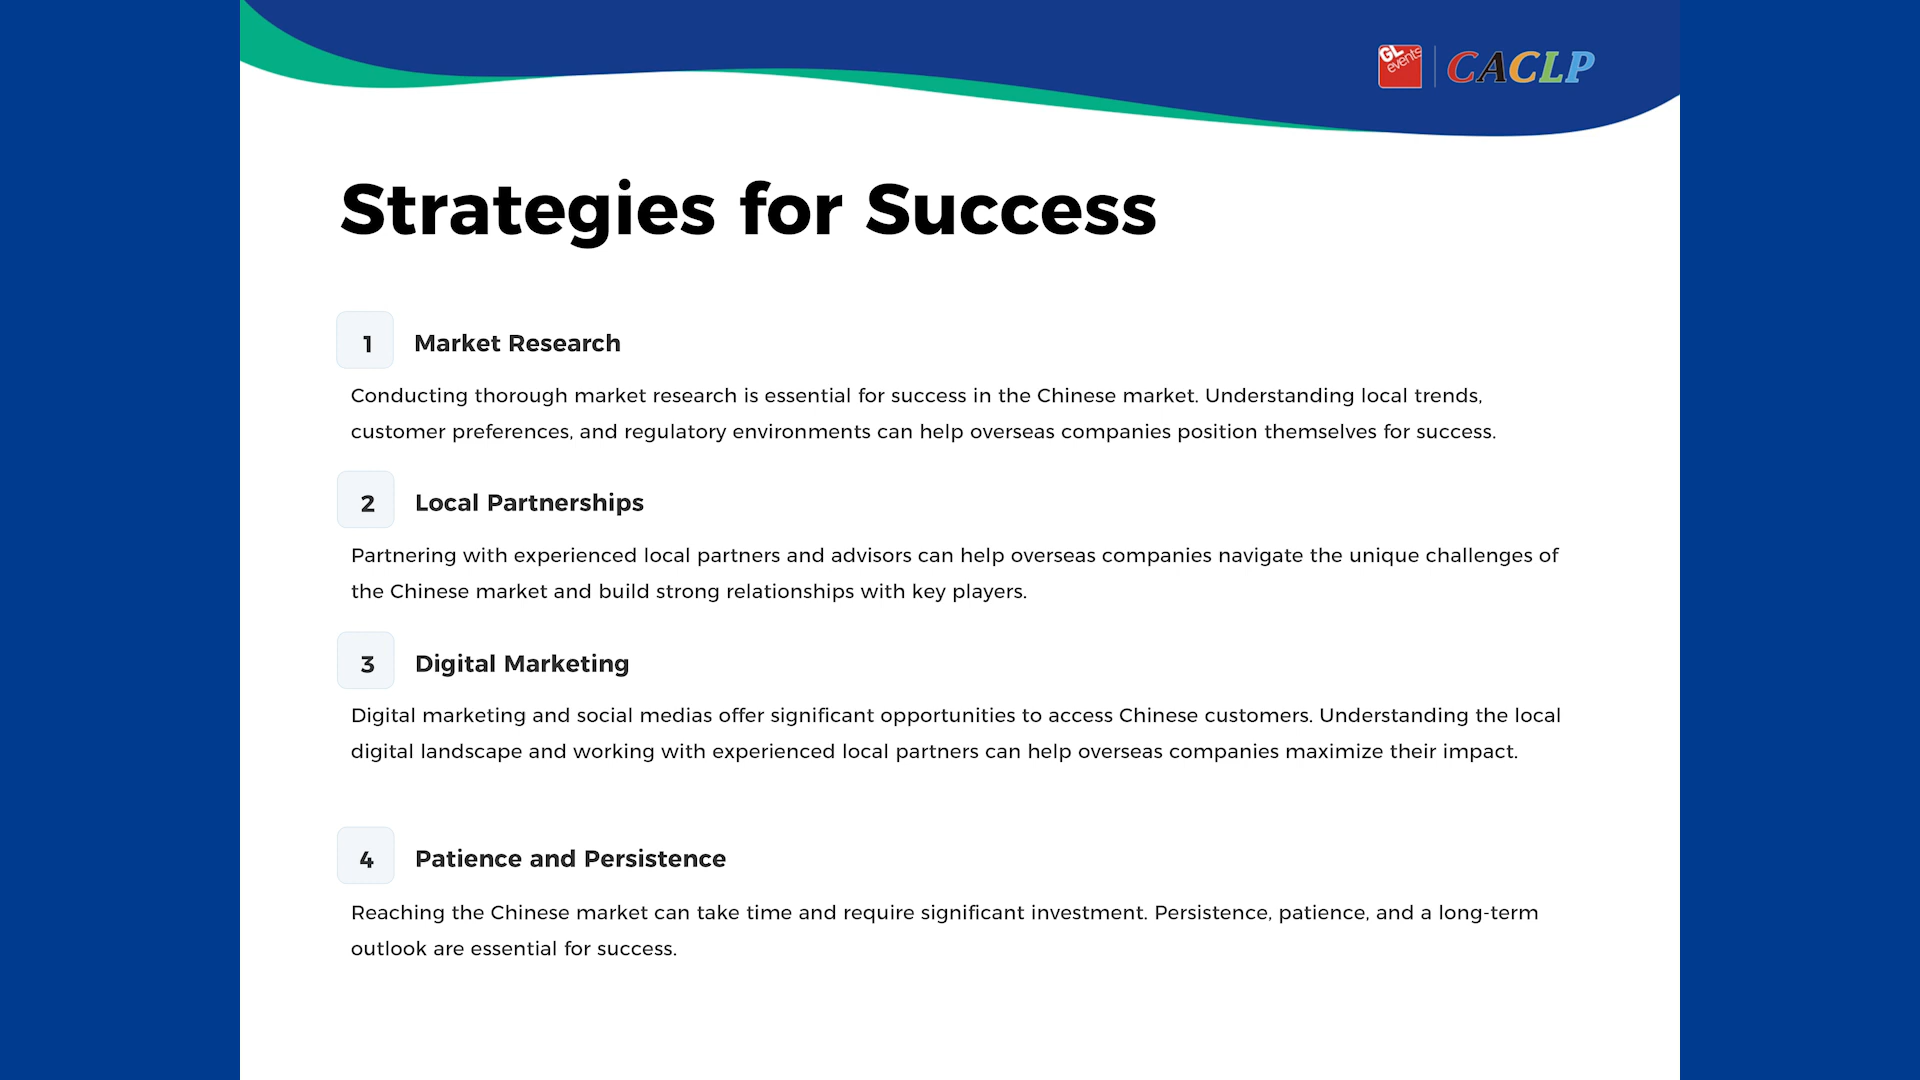 GL events
CACLP
Strategies for Success
1 Market Research
Conducting thorough market research is essential for success in the Chinese market. Understanding local trends,
customer preferences, and regulatory environments can help overseas companies position themselves for success.
2 Local Partnerships
Partnering with experienced local partners and advisors can help overseas companies navigate the unique challenges of
the Chinese market and build strong relationships with key players.
3 Digital Marketing
Digital marketing and social medias offer significant opportunities to access Chinese customers. Understanding the local
digital landscape and working with experienced local partners can help overseas companies maximize their impact.
4 Patience and Persistence
Reaching the Chinese market can take time and require significant investment. Persistence, patience, and a long-term
outlook are essential for success.